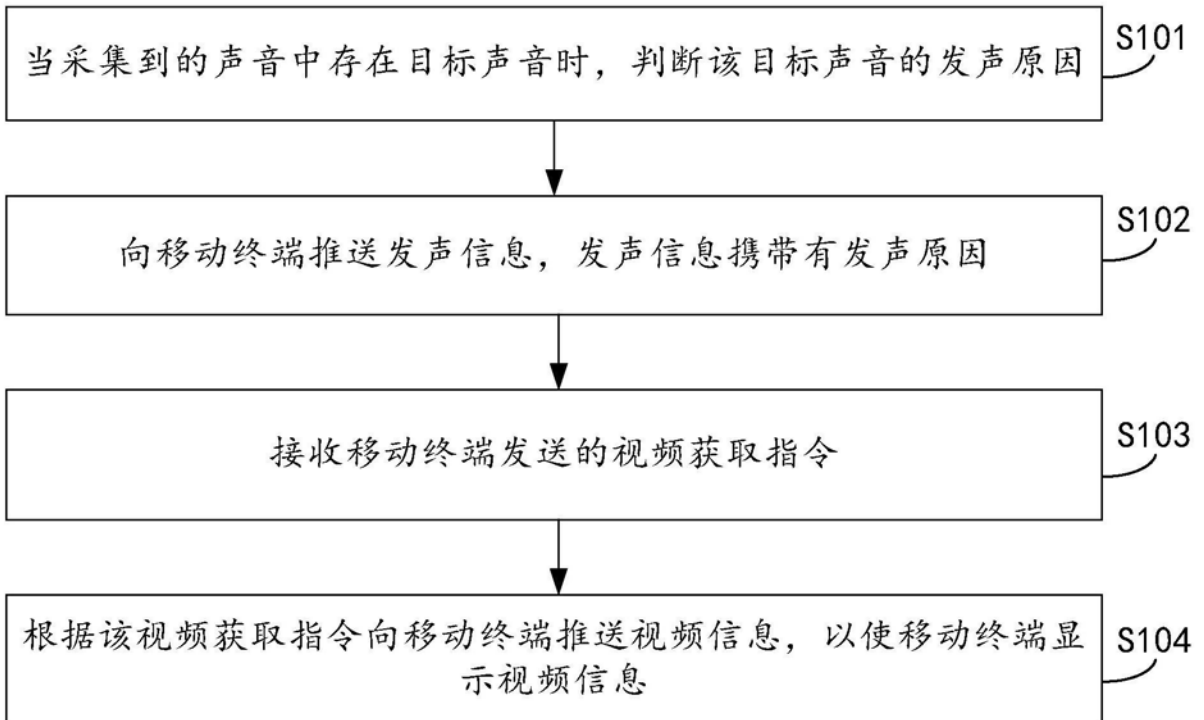 当采集到的声音中存在目标声音时，判断该目标声音的发声原因
S101
向移动终端推送发声信息，发声信息携带有发声原因
S102
接收移动终端发送的视频获取指令
S103
根据该视频获取指令向移动终端推送视频信息，以使移动终端显
示视频信息
S104